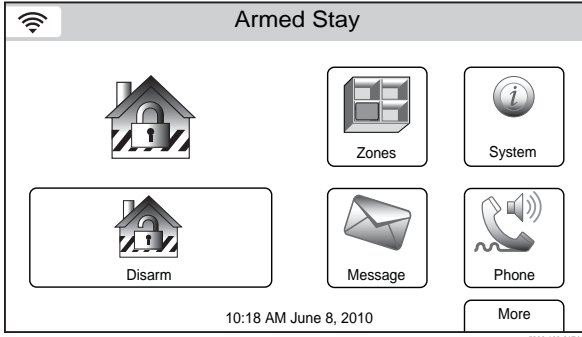 Armed Stay
Zones
System
Disarm
Message
Phone
10:18 AM June 8, 2010
More